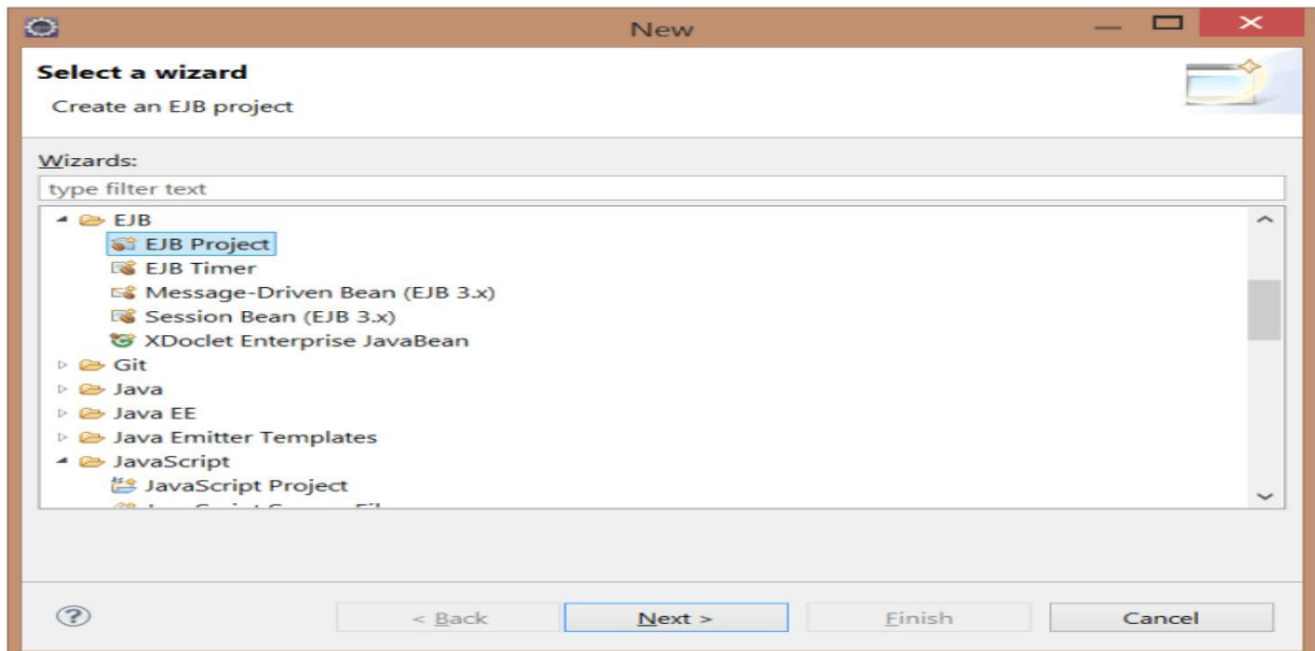 New
Select a wizard
Create an EJB project
Wizards:
type filter text
EJB
EJB Project
EJB Timer
Message-Driven Bean (EJB 3.x)
Session Bean (EJB 3.x)
XDoclet Enterprise JavaBean
Git
Java
Java EE
Java Emitter Templates
JavaScript
JavaScript Project
< Back
Next >
Finish
Cancel